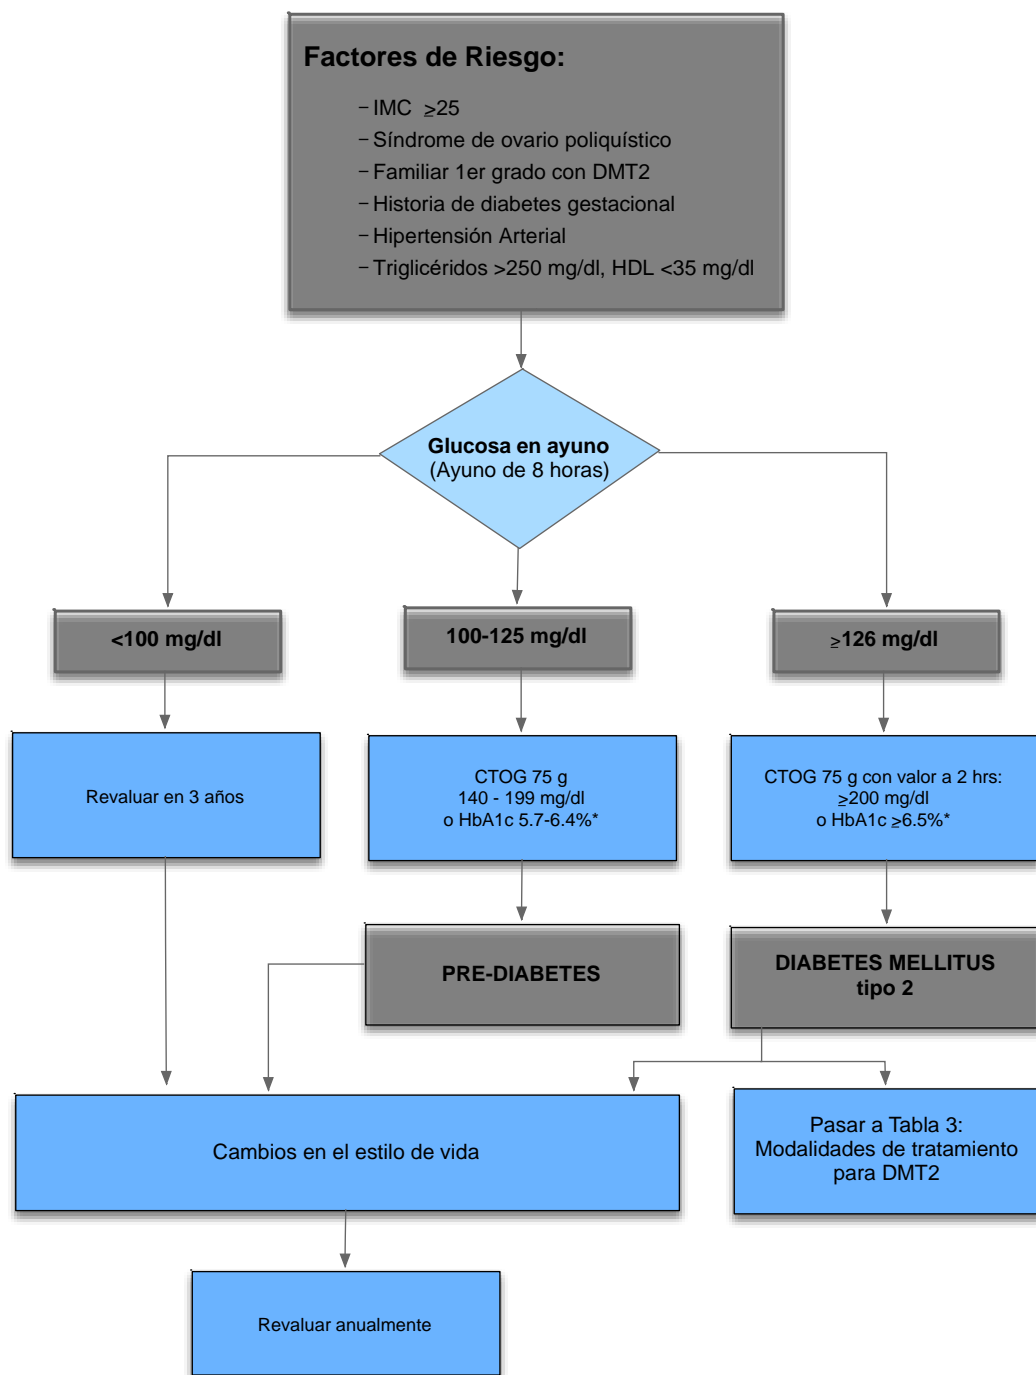 Factores de Riesgo:
– IMC ≥25
– Síndrome de ovario poliquístico
– Familiar 1er grado con DMT2
– Historia de diabetes gestacional
– Hipertensión Arterial
– Triglicéridos >250 mg/dl, HDL <35 mg/dl
Glucosa en ayuno
(Ayuno de 8 horas)
<100 mg/dl
100-125 mg/dl
≥126 mg/dl
Revaluar en 3 años
CTOG 75 g
140 - 199 mg/dl
o HbA1c 5.7-6.4%*
CTOG 75 g con valor a 2 hrs:
≥200 mg/dl
o HbA1c ≥6.5%*
PRE-DIABETES
DIABETES MELLITUS
tipo 2
Cambios en el estilo de vida
Pasar a Tabla 3:
Modalidades de tratamiento
para DMT2
Revaluar anualmente